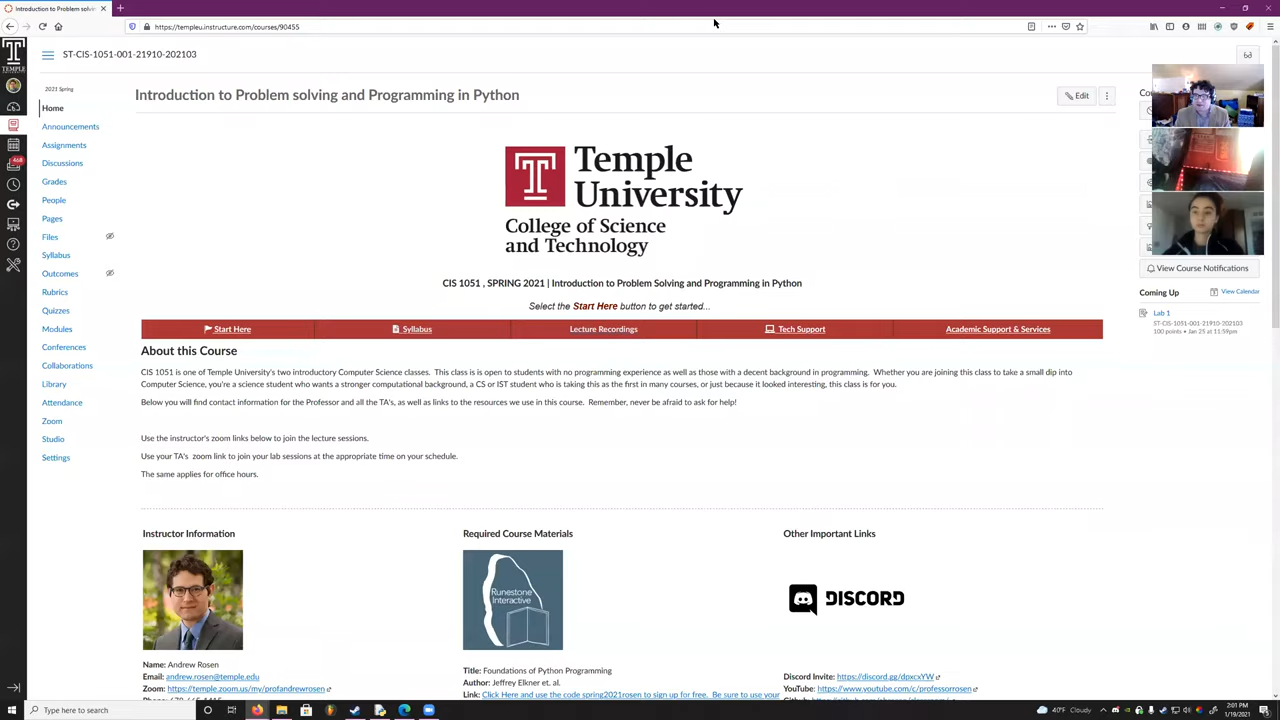 Introduction to Problem solvin
https://templeu.instructure.com/courses/90455
TEMPLE
ST-CIS-1051-001-21910-202103
2021 Spring
Home
Announcements
Assignments
Discussions
Grades
People
Pages
Files
Syllabus
Outcomes
Rubrics
Quizzes
Modules
Conferences
Collaborations
Library
Attendance
Zoom
Studio
Settings
468
Introduction to Problem solving and Programming in Python
Edit
Temple
University
College of Science
and Technology
CIS 1051 , SPRING 2021 | Introduction to Problem Solving and Programming in Python
Select the Start Here button to get started...
Start Here
Syllabus
Lecture Recordings
Tech Support
Academic Support & Services
About this Course
CIS 1051 is one of Temple University's two introductory Computer Science classes. This class is open to students with no programming experience as well as those with a decent background in programming. Whether you are joining this class to take a small dip into
Computer Science, you're a science student who wants a stronger computational background, a CS or IST student who is taking this as the first in many courses, or just because it looked interesting, this class is for you.
Below you will find contact information for the Professor and all the TA's, as well as links to the resources we use in this course. Remember, never be afraid to ask for help!
Use the instructor's zoom links below to join the lecture sessions.
Use your TA's zoom link to join your lab sessions at the appropriate time on your schedule.
The same applies for office hours.
Instructor Information
Name: Andrew Rosen
Email: andrew.rosen@temple.edu
Zoom: https://temple.zoom.us/my/profandrewrosen
Required Course Materials
Runestone
Interactive
Title: Foundations of Python Programming
Author: Jeffrey Elkner et. al.
Link: Click Here and use the code spring2021rosen to sign up for free. Be sure to use your
Other Important Links
DISCORD
Discord Invite: https://discord.gg/dpxcxYW
YouTube: https://www.youtube.com/c/professorrosen
View Course Notifications
Coming Up
View Calendar
Lab 1
ST-CIS-1051-001-21910-202103
100 points • Jan 25 at 11:59pm
Type here to search
40°F Cloudy
2:01 PM
1/19/2021